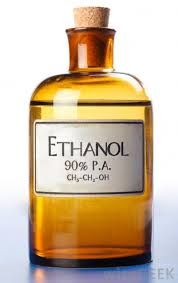 ETHANOL
90% P.A.
CH₃-CH₂-OH